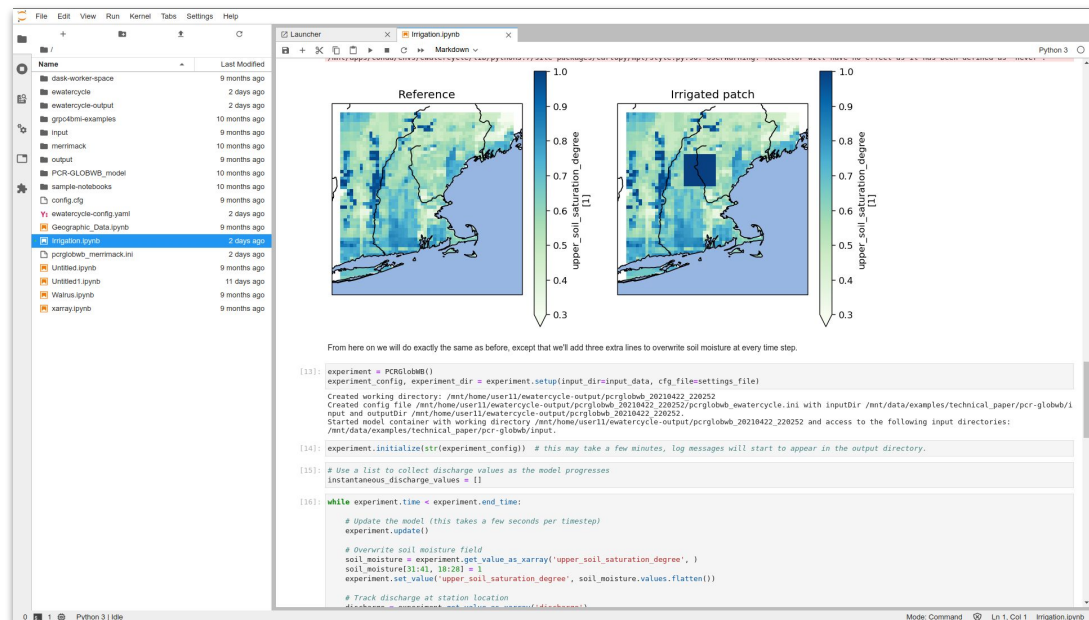 File Edit View Run Kernel Tabs Settings Help
/
Name Last Modified
dask-worker-space 9 months ago
ewatercycle 2 days ago
ewatercycle-output 2 days ago
grpc4bmi-examples 10 months ago
input 9 months ago
merrimack 10 months ago
output 9 months ago
PCR-GLOBWB_model 10 months ago
sample-notebooks 10 months ago
config.cfg 9 months ago
ewatercycle-config.yaml 2 days ago
Geographic_Data.ipynb 9 months ago
Irrigation.ipynb 2 days ago
pcrglobwb_merrimack.ini 2 days ago
Untitled.ipynb 9 months ago
Untitled1.ipynb 11 days ago
Walrus.ipynb 9 months ago
xarray.ipynb 9 months ago
Launcher
Irrigation.ipynb
Markdown
Python 3
Reference
1.0
0.9
0.8
0.7
0.6
0.5
0.4
0.3
upper_soil_saturation_degree
[1]
Irrigated patch
1.0
0.9
0.8
0.7
0.6
0.5
0.4
0.3
upper_soil_saturation_degree
[1]
From here on we will do exactly the same as before, except that we'll add three extra lines to overwrite soil moisture at every time step.
[13]: experiment = PCRGlobWB()
experiment_config, experiment_dir = experiment.setup(input_dir=input_data, cfg_file=settings_file)
Created working directory: /mnt/home/user11/ewatercycle-output/pcrglobwb_20210422_220252
Created config file /mnt/home/user11/ewatercycle-output/pcrglobwb_20210422_220252/pcrglobwb_ewatercycle.ini with inputDir /mnt/data/examples/technical_paper/pcr-globwb/i
nput and outputDir /mnt/home/user11/ewatercycle-output/pcrglobwb_20210422_220252.
Started model container with working directory /mnt/home/user11/ewatercycle-output/pcrglobwb_20210422_220252 and access to the following input directories:
/mnt/data/examples/technical_paper/pcr-globwb/input.
[14]: experiment.initialize(str(experiment_config)) # this may take a few minutes, log messages will start to appear in the output directory.
[15]: # Use a list to collect discharge values as the model progresses
instantaneous_discharge_values = []
[16]: while experiment.time < experiment.end_time:
# Update the model (this takes a few seconds per timestep)
experiment.update()
# Overwrite soil moisture field
soil_moisture = experiment.get_value_as_xarray('upper_soil_saturation_degree', )
soil_moisture[31:41, 18:28] = 1
experiment.set_value('upper_soil_saturation_degree', soil_moisture.values.flatten())
# Track discharge at station location
0 1 Python 3 | Idle
Mode: Command Ln 1, Col 1 Irrigation.ipynb